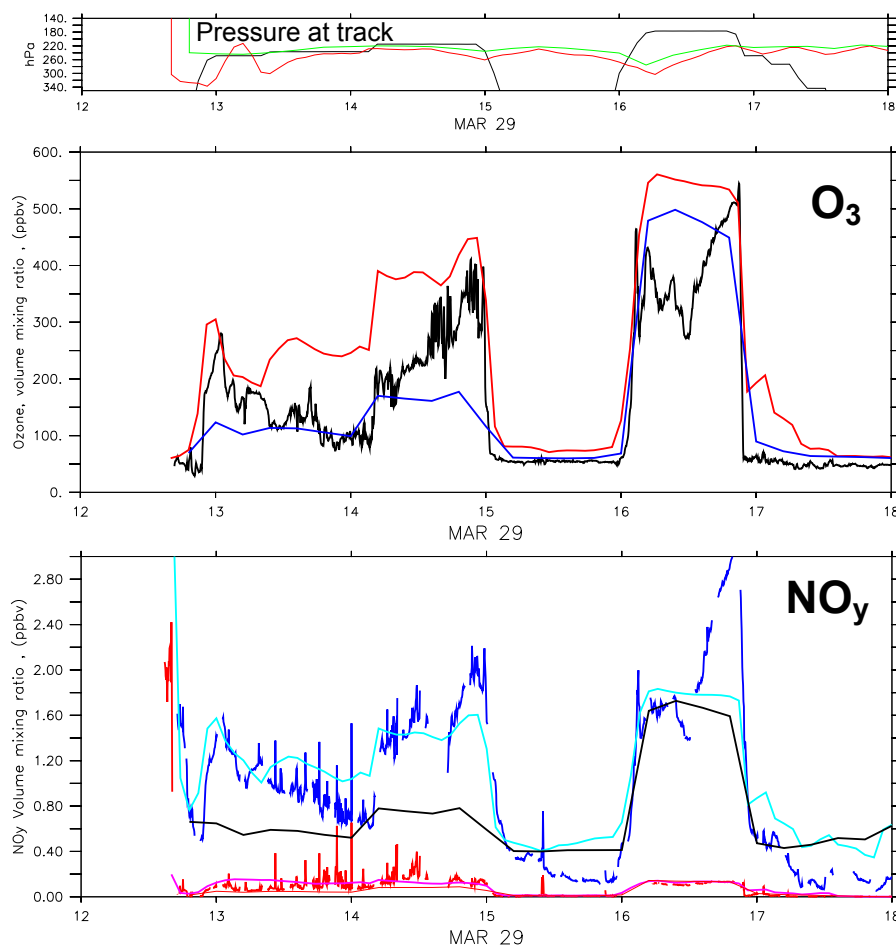 Pressure at track
hPa
140.
180.
220.
260.
300.
340.
12 13 14 15 16 17 18
MAR 29
O3
Ozone, volume mixing ratio , (ppbv)
600.
500.
400.
300.
200.
100.
0.
12 13 14 15 16 17 18
MAR 29
NOy
NOy Volume mixing ratio , (ppbv)
2.80
2.40
2.00
1.60
1.20
0.80
0.40
0.00
12 13 14 15 16 17 18
MAR 29